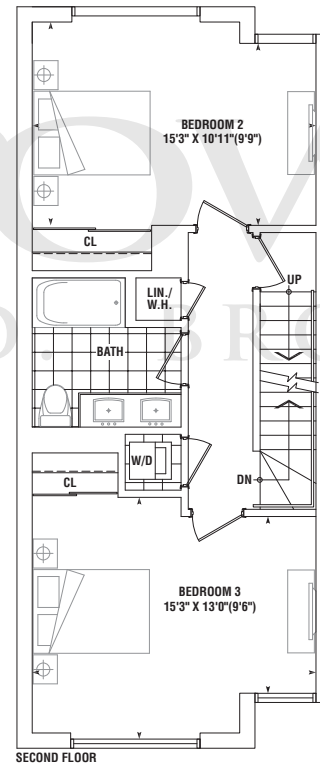 BEDROOM 2
15'3" X 10'11"(9'9")
CL
UP
LIN./
W.H.
BATH
W/D
CL
DN
BEDROOM 3
15'3" X 13'0"(9'6")
SECOND FLOOR